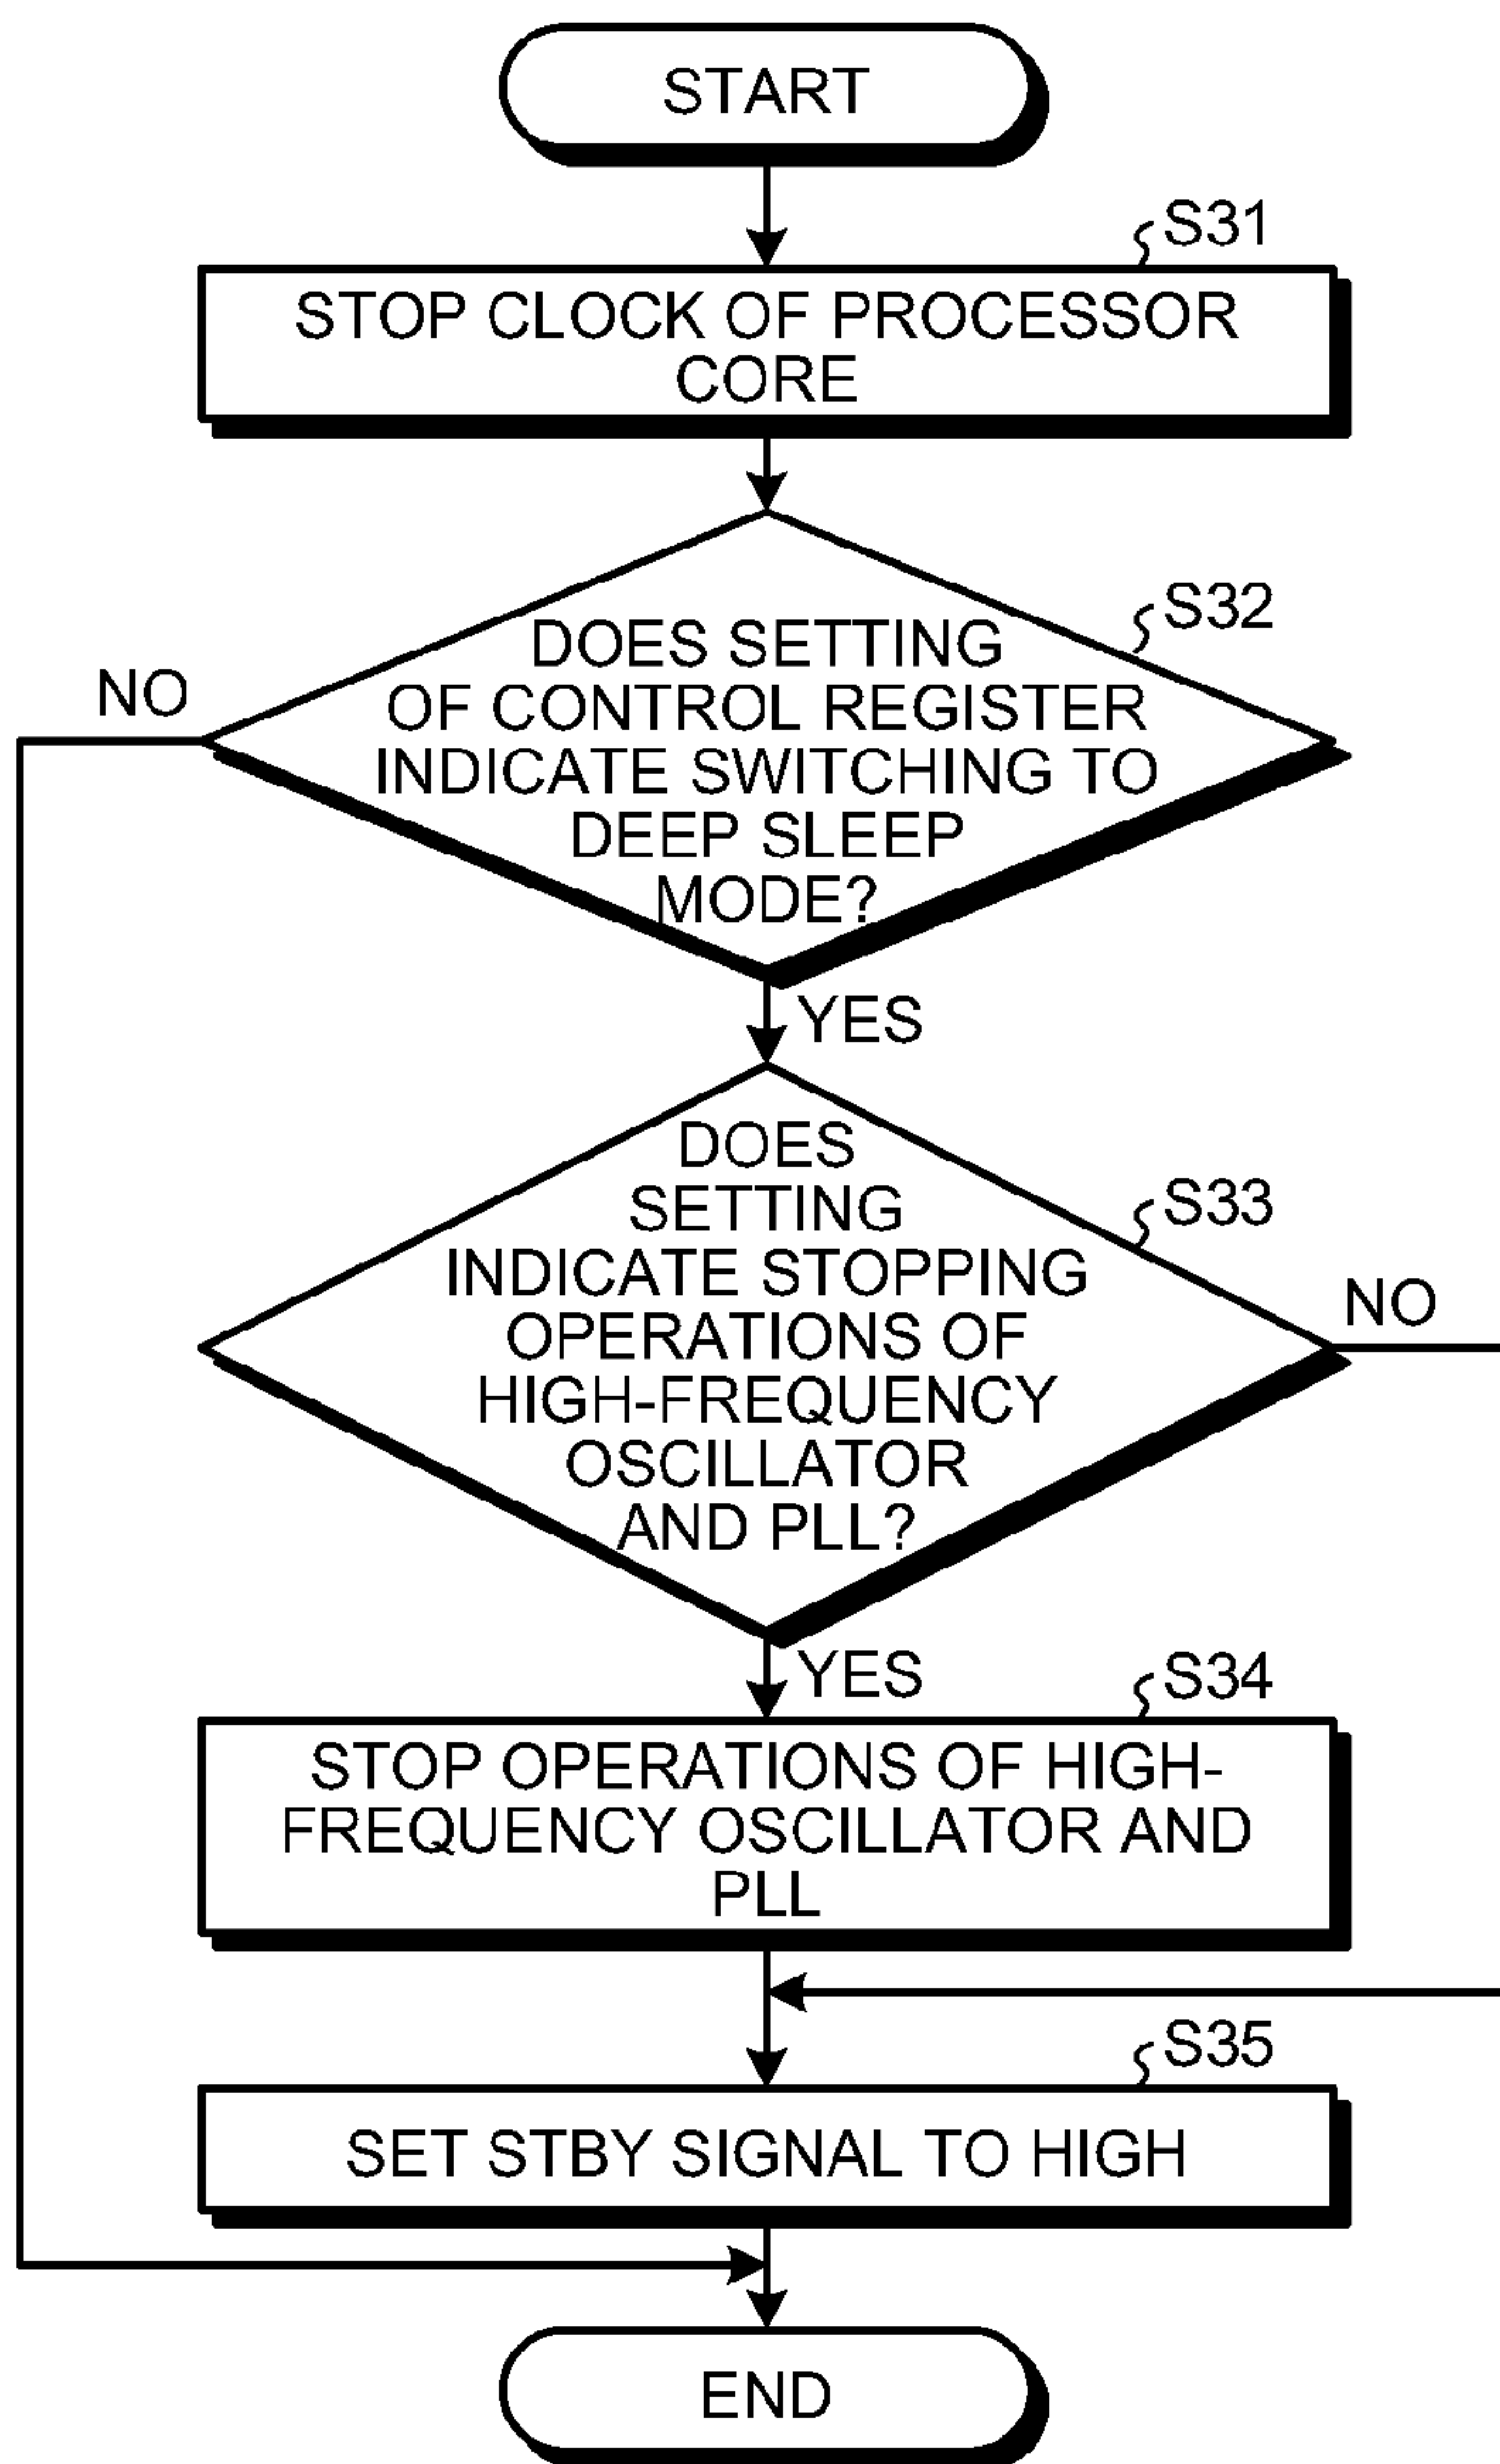 START
S31
STOP CLOCK OF PROCESSOR
CORE
S32
NO
DOES SETTING
OF CONTROL REGISTER
INDICATE SWITCHING TO
DEEP SLEEP
MODE?
YES
DOES
SETTING
INDICATE STOPPING
OPERATIONS OF
HIGH-FREQUENCY
OSCILLATOR
AND PLL?
S33
NO
YES
S34
STOP OPERATIONS OF HIGH-
FREQUENCY OSCILLATOR AND
PLL
S35
SET STBY SIGNAL TO HIGH
END